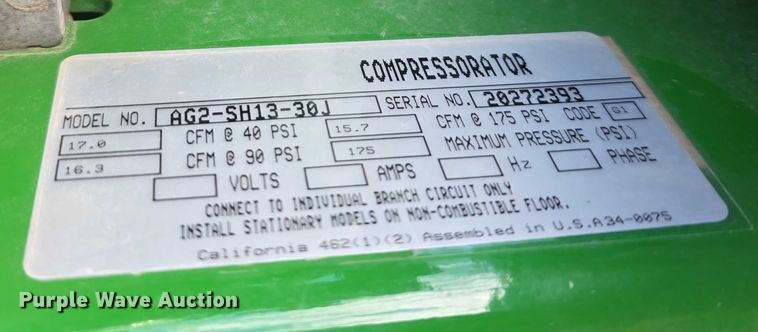 COMPRESSORATOR
MODEL NO. AG2-SH13-30J SERIAL NO. 20272393
17.0 CFM @ 40 PSI 15.7 CFM @ 175 PSI CODE G1
16.3 CFM @ 90 PSI 175 MAXIMUM PRESSURE (PSI)
VOLTS AMPS Hz PHASE
CONNECT TO INDIVIDUAL BRANCH CIRCUIT ONLY
INSTALL STATIONARY MODELS ON NON-COMBUSTIBLE FLOOR.
California 462(1)(2) Assembled in U.S.A 34-0075
Purple Wave Auction